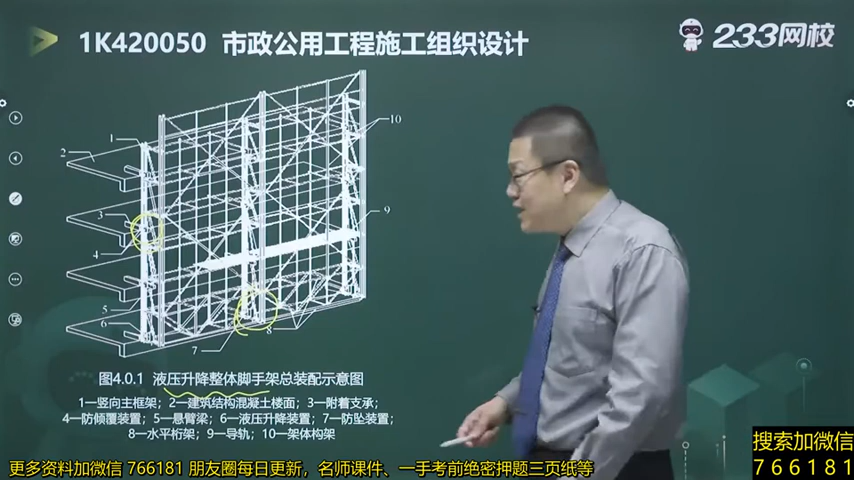 1K420050 市政公用工程施工组织设计
233网校
1
2
3
4
5
6
7
8
9
10
图4.0.1 液压升降整体脚手架总装配示意图
1—竖向主框架；2—建筑结构混凝土楼面；3—附着支承；
4—防倾覆装置；5—悬臂梁；6—液压升降装置；7—防坠装置；
8—水平桁架；9—导轨；10—架体构架
搜索加微信
766181
更多资料加微信 766181 朋友圈每日更新，名师课件、一手考前绝密押题三页纸等